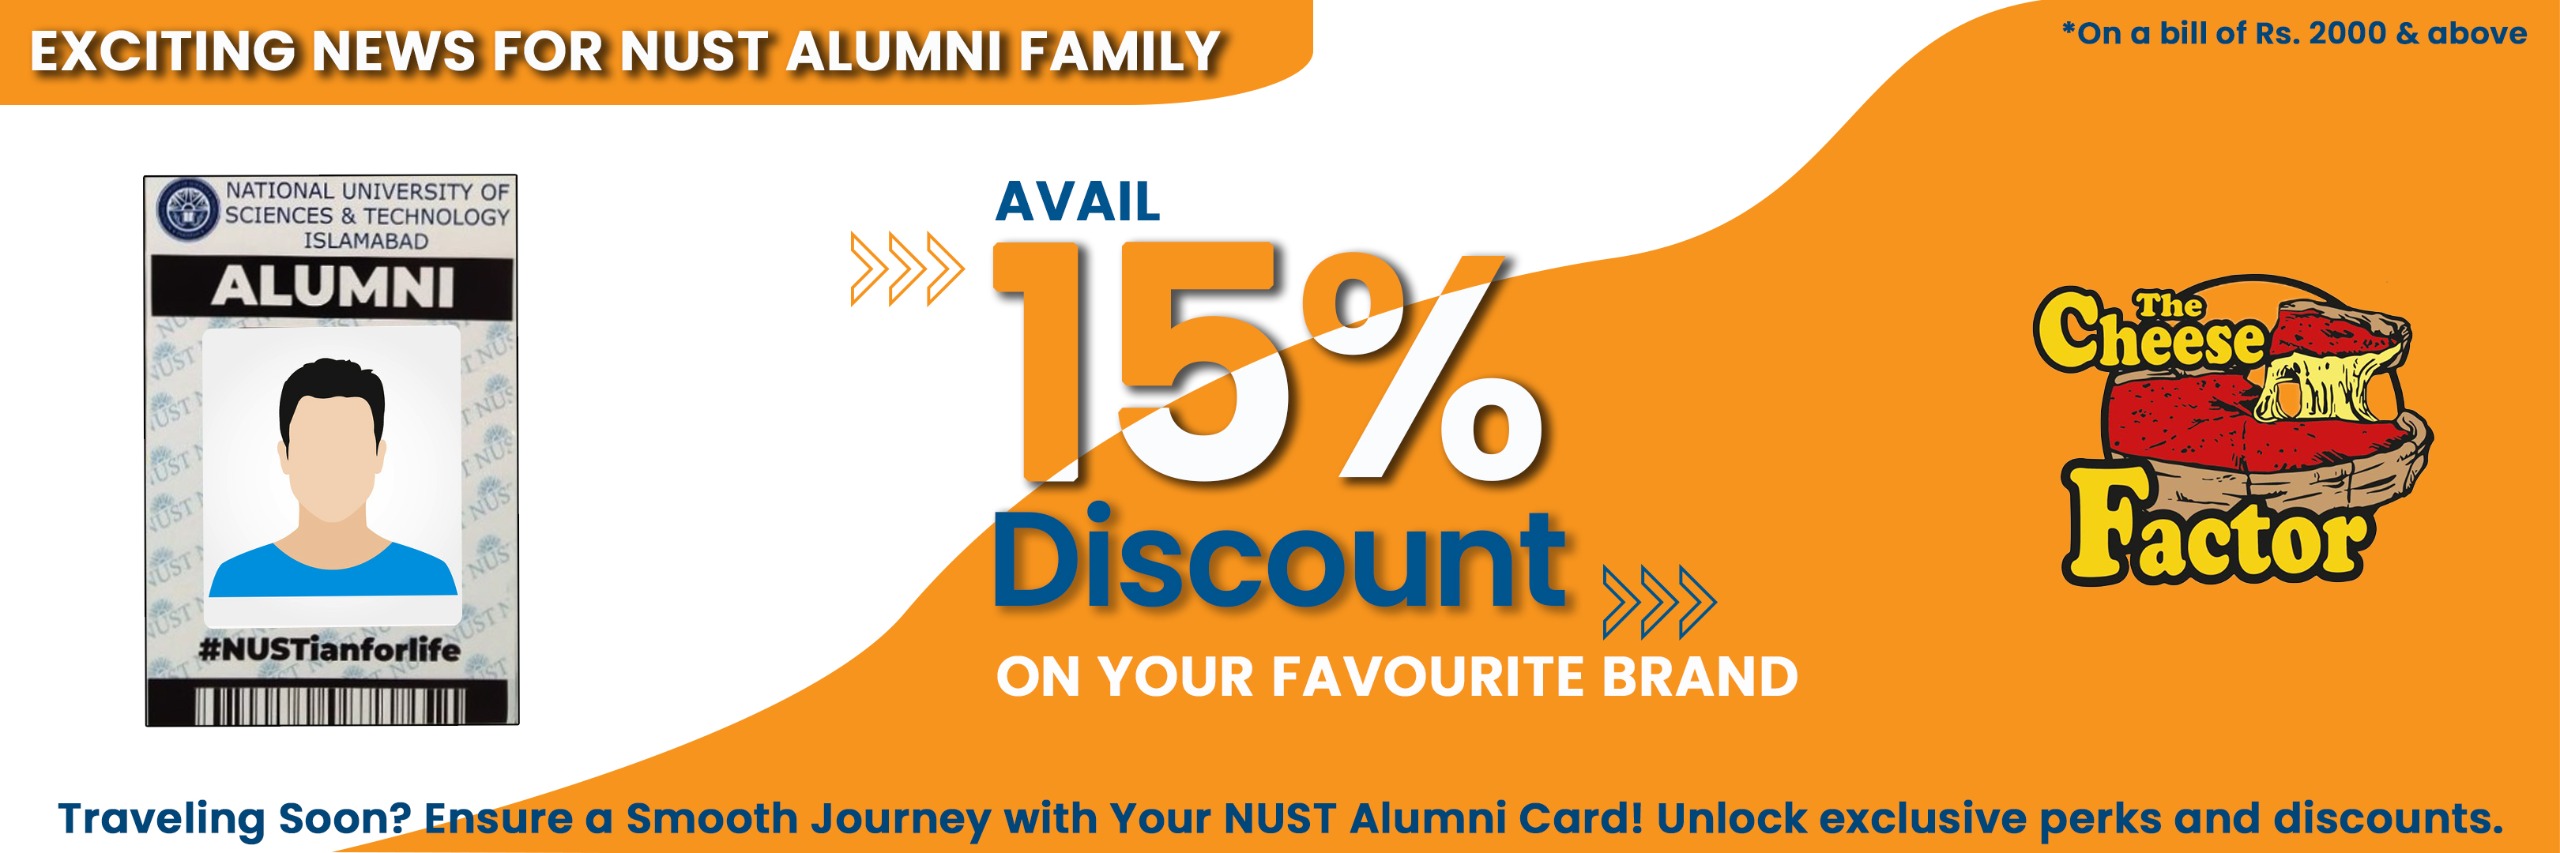 EXCITING NEWS FOR NUST ALUMNI FAMILY
*On a bill of Rs. 2000 & above
NATIONAL UNIVERSITY OF
SCIENCES & TECHNOLOGY
ISLAMABAD
ALUMNI
#NUSTianforlife
AVAIL
15%
Discount
ON YOUR FAVOURITE BRAND
The
Cheese
Factor
Traveling Soon? Ensure a Smooth Journey with Your NUST Alumni Card! Unlock exclusive perks and discounts.